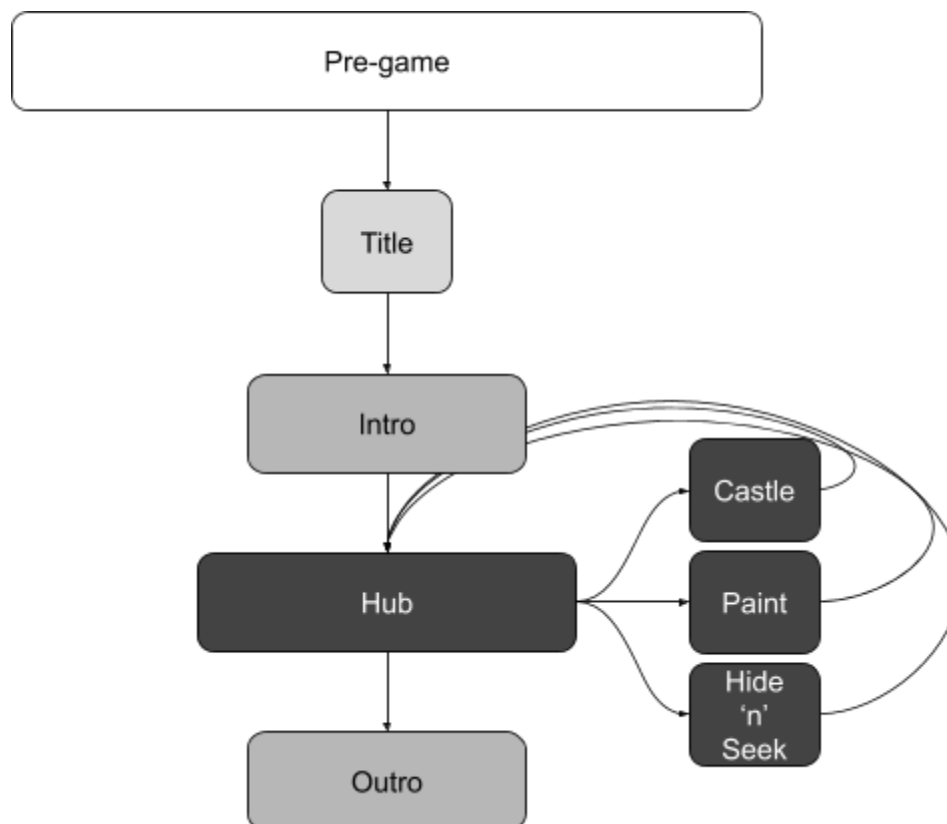 Pre-game
Title
Intro
Castle
Hub
Paint
Hide
‘n’
Seek
Outro